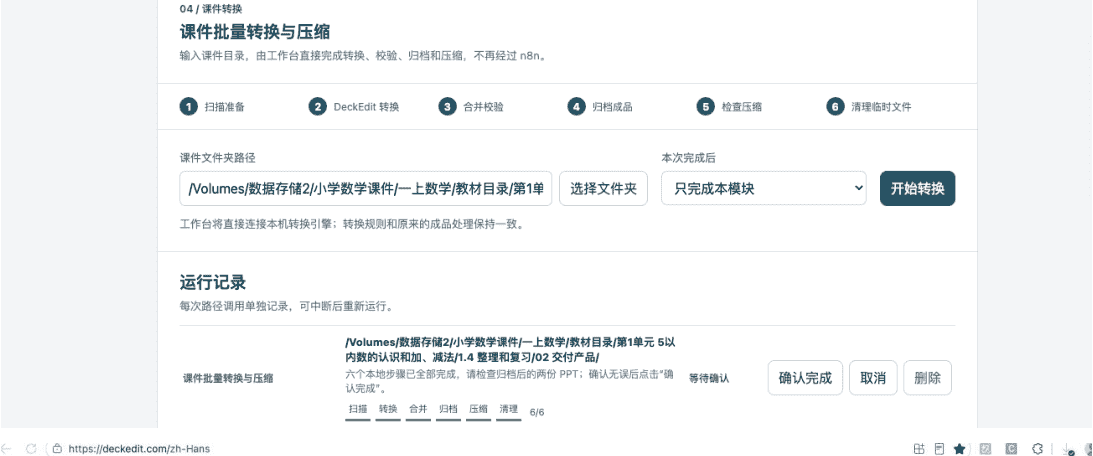 04 / 课件转换
课件批量转换与压缩
输入课件目录，由工作台直接完成转换、校验、归档和压缩，不再经过 n8n。
1 扫描准备 2 DeckEdit 转换 3 合并校验 4 归档成品 5 检查压缩 6 清理临时文件
课件文件夹路径 本次完成后
/Volumes/数据存储2/小学数学课件/一上数学/教材目录/第1单 选择文件夹 只完成本模块 开始转换
工作台将直接连接本机转换引擎；转换规则和原来的成品处理保持一致。
运行记录
每次路径调用单独记录，可中断后重新运行。
/Volumes/数据存储2/小学数学课件/一上数学/教材目录/第1单元 5以
内数的认识和加、减法/1.4 整理和复习/02 交付产品/
课件批量转换与压缩 六个本地步骤已全部完成，请检查归档后的两份 PPT；确认无误后点击“确 等待确认 确认完成 取消 删除
认完成”。
扫描 转换 合并 归档 压缩 清理 6/6
https://deckedit.com/zh-Hans